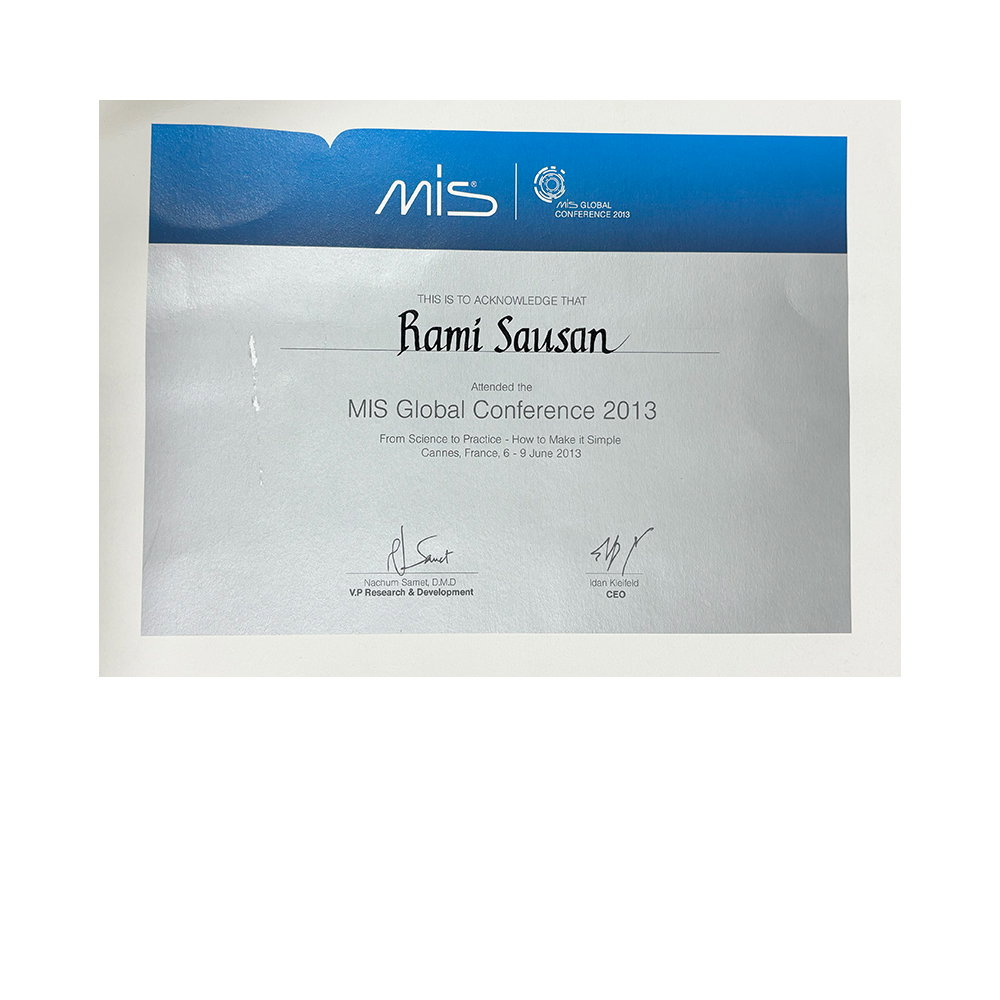 MIS®
MIS GLOBAL
CONFERENCE 2013
THIS IS TO ACKNOWLEDGE THAT
Rami Sausan
Attended the
MIS Global Conference 2013
From Science to Practice - How to Make it Simple
Cannes, France, 6 - 9 June 2013
Samet
Nachum Samet, D.M.D
V.P Research & Development
Idan Kleifeld
CEO